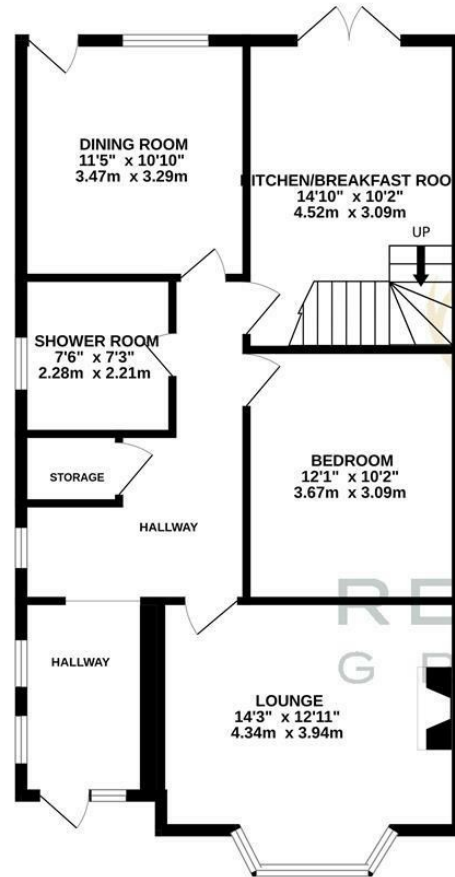 DINING ROOM
11'5" x 10'10"
3.47m x 3.29m
KITCHEN/BREAKFAST ROO
14'10" x 10'2"
4.52m x 3.09m
UP
SHOWER ROOM
7'6" x 7'3"
2.28m x 2.21m
STORAGE
BEDROOM
12'1" x 10'2"
3.67m x 3.09m
HALLWAY
HALLWAY
LOUNGE
14'3" x 12'11"
4.34m x 3.94m